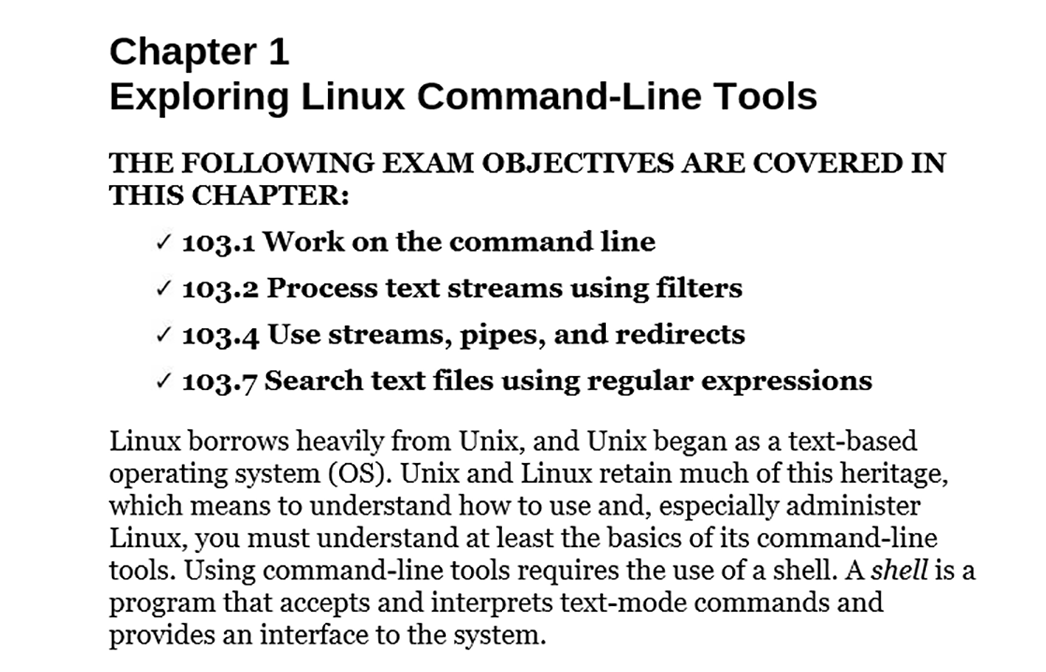 Chapter 1
Exploring Linux Command-Line Tools
THE FOLLOWING EXAM OBJECTIVES ARE COVERED IN
THIS CHAPTER:
✓ 103.1 Work on the command line
✓ 103.2 Process text streams using filters
✓ 103.4 Use streams, pipes, and redirects
✓ 103.7 Search text files using regular expressions
Linux borrows heavily from Unix, and Unix began as a text-based
operating system (OS). Unix and Linux retain much of this heritage,
which means to understand how to use and, especially administer
Linux, you must understand at least the basics of its command-line
tools. Using command-line tools requires the use of a shell. A shell is a
program that accepts and interprets text-mode commands and
provides an interface to the system.